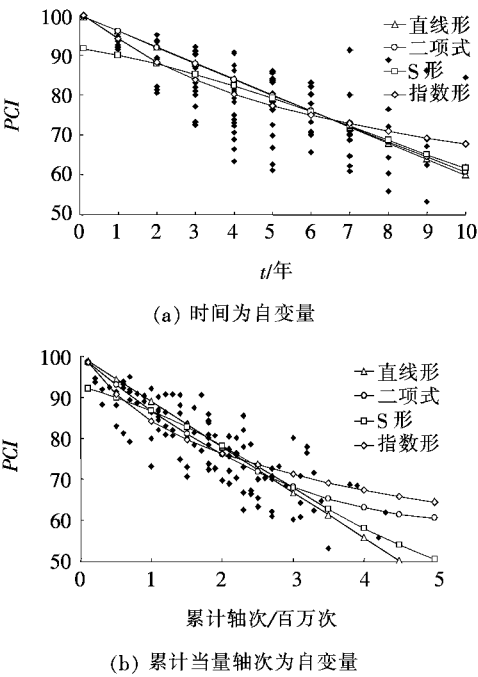 100
90
80
70
60
50
PCI
直线形
二项式
S形
指数形
0 1 2 3 4 5 6 7 8 9 10
t/年
(a) 时间为自变量
100
90
80
70
60
50
PCI
直线形
二项式
S形
指数形
0 1 2 3 4 5
累计轴次/百万次
(b) 累计当量轴次为自变量